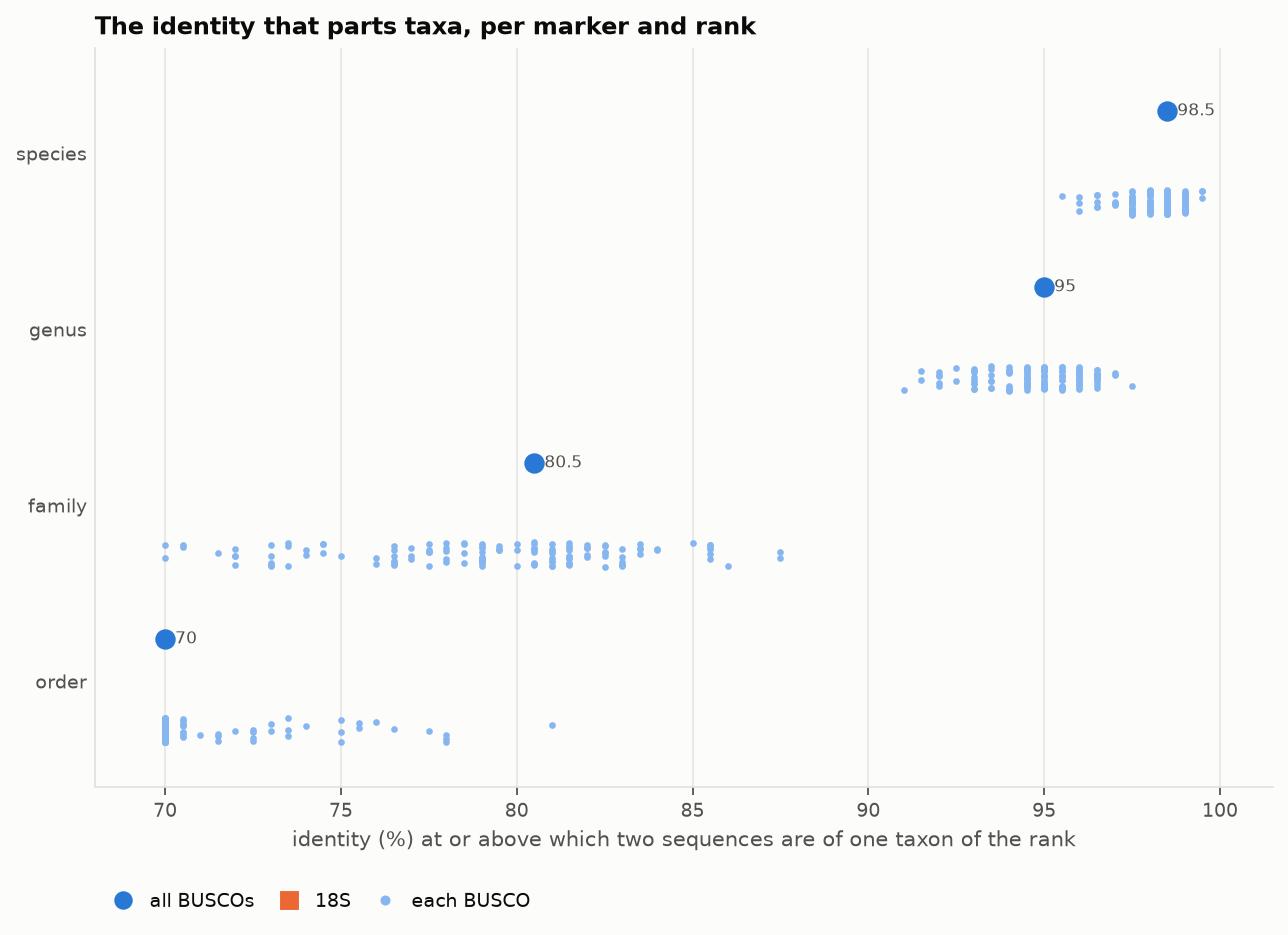 The identity that parts taxa, per marker and rank
98.5
species
95
genus
80.5
family
70
order
70 75 80 85 90 95 100
identity (%) at or above which two sequences are of one taxon of the rank
all BUSCOs 18S each BUSCO